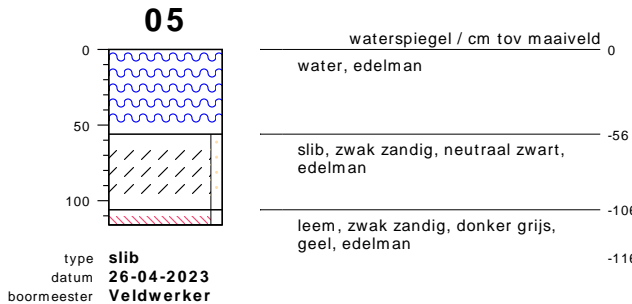 05
waterspiegel / cm tov maaiveld
0
0
water, edelman
50
-56
slib, zwak zandig, neutraal zwart,
edelman
100
-106
leem, zwak zandig, donker grijs,
geel, edelman
-116
type slib
datum 26-04-2023
boormeester Veldwerker